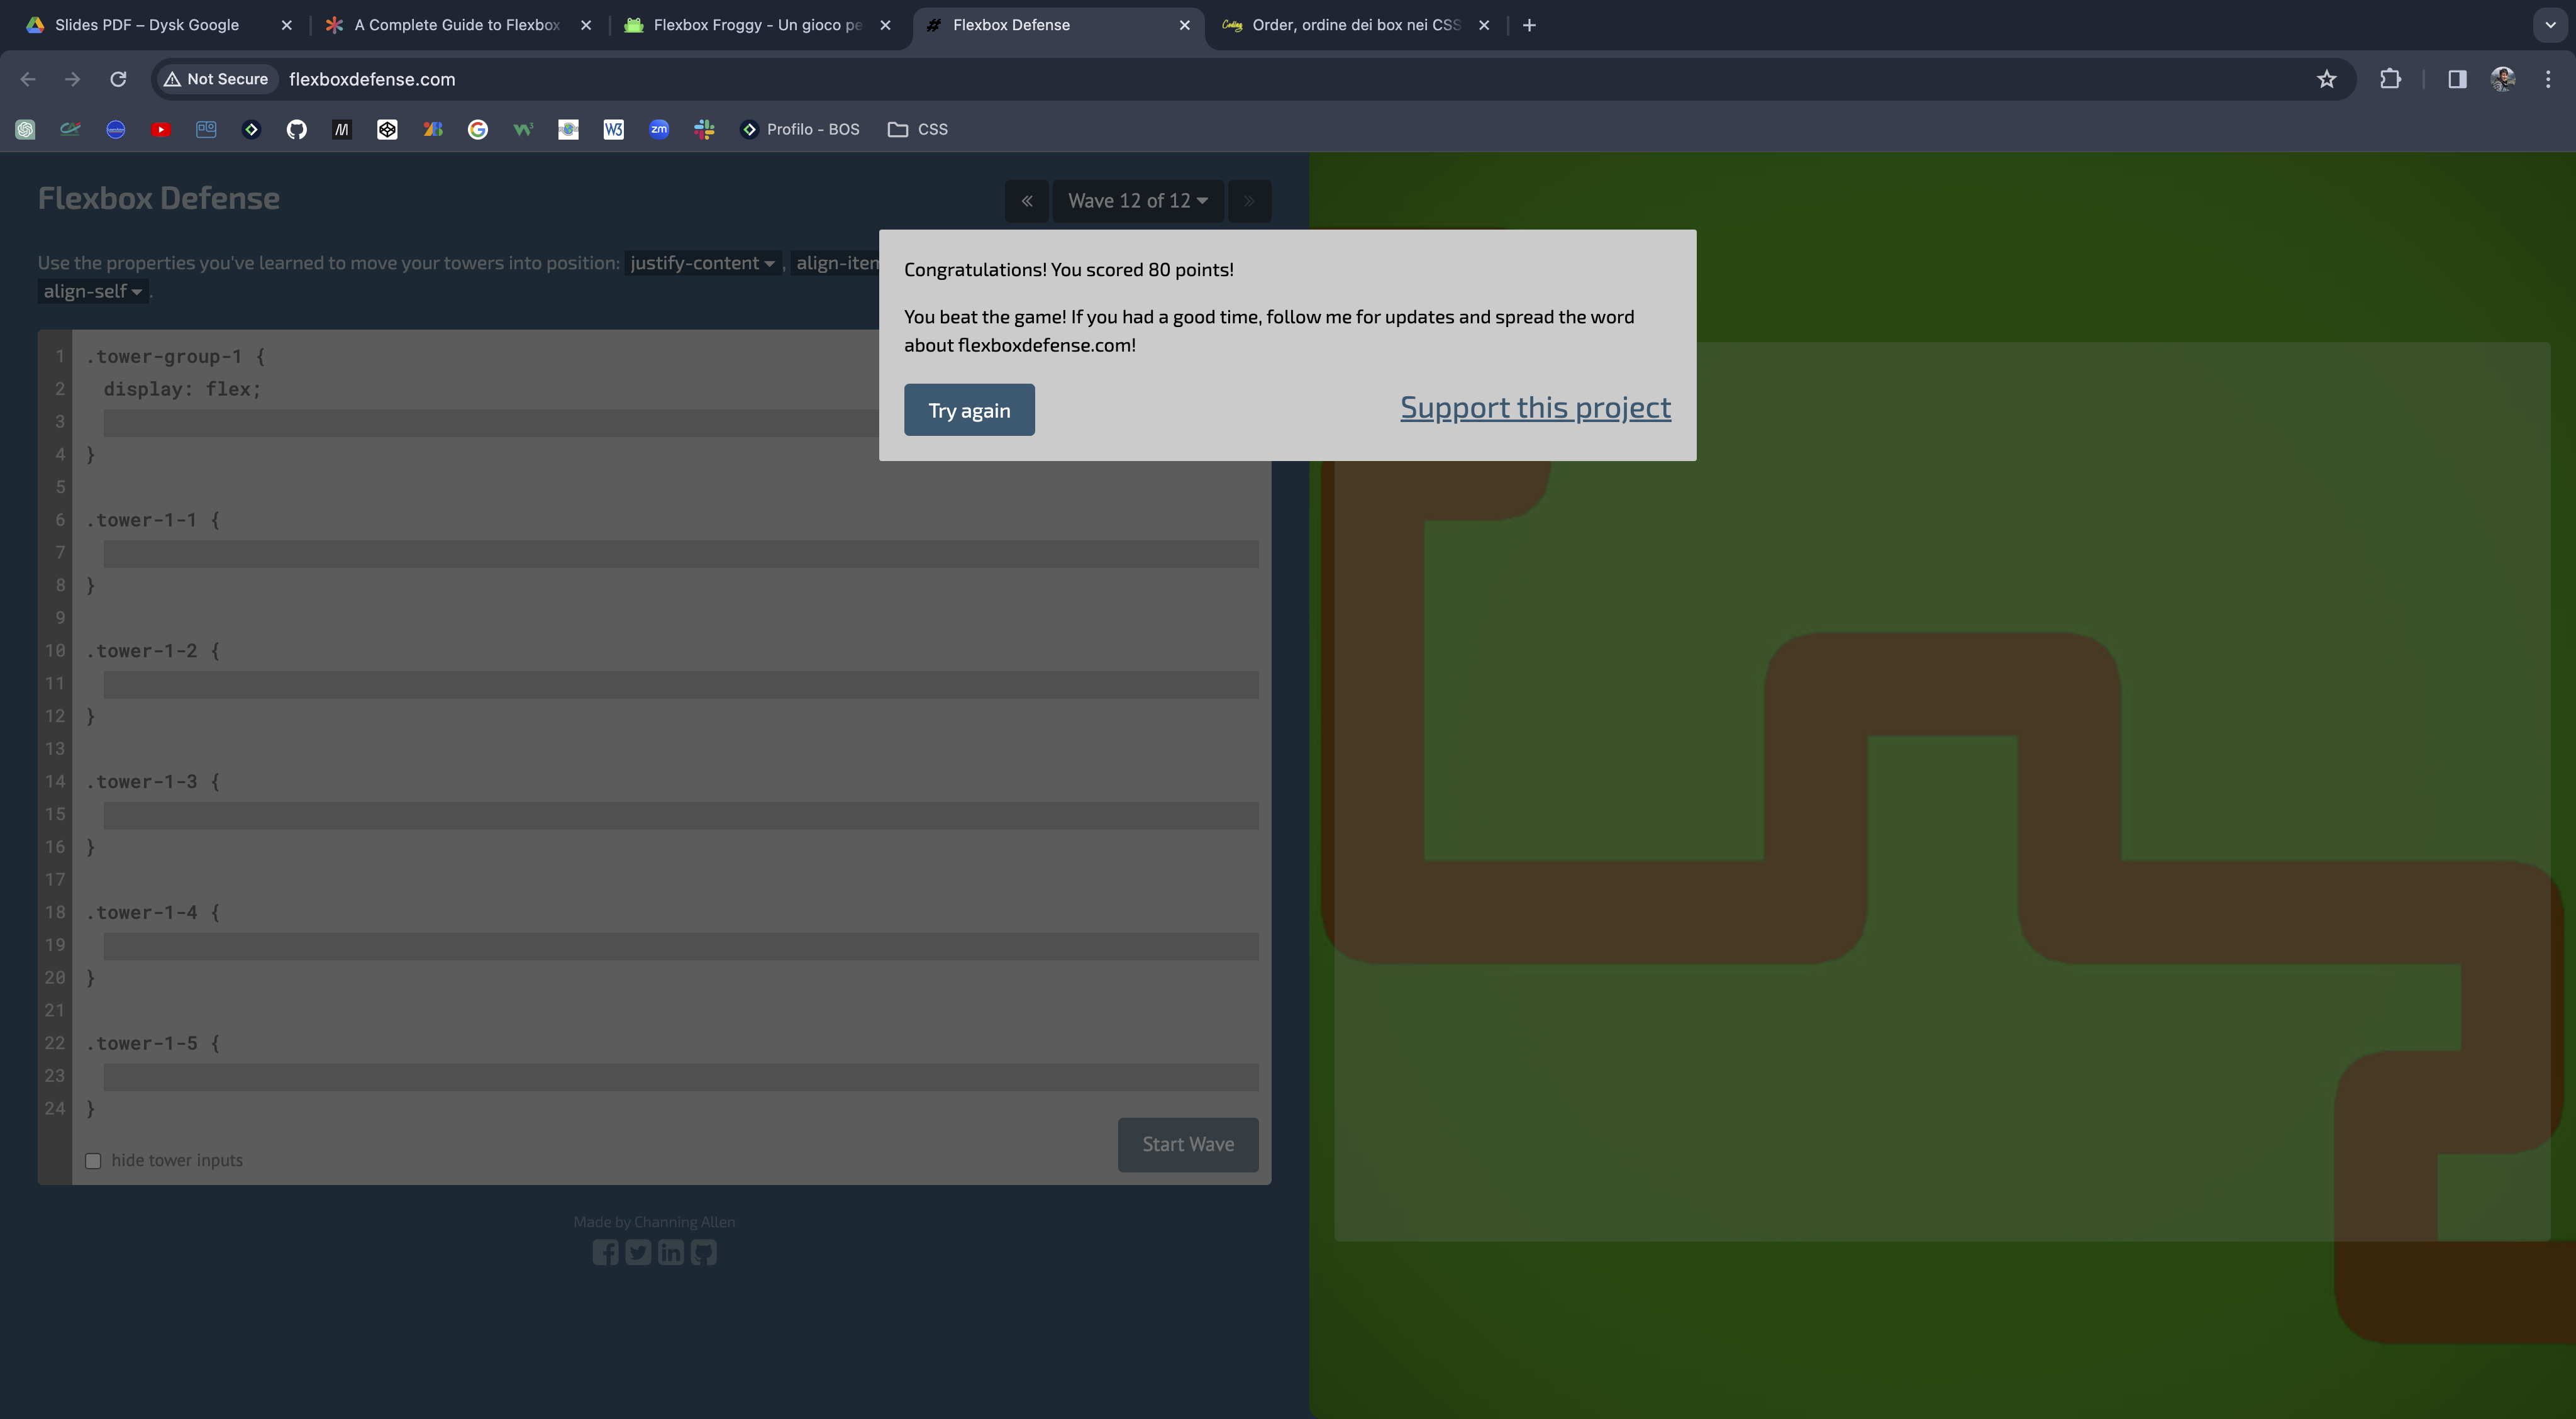 Slides PDF – Dysk Google
A Complete Guide to Flexbox
Flexbox Froggy - Un gioco pe
Flexbox Defense
Order, ordine dei box nei CSS
Not Secure
flexboxdefense.com
Profilo - BOS
CSS
Flexbox Defense
Wave 12 of 12
Use the properties you've learned to move your towers into position: justify-content , align-item
align-self .
Congratulations! You scored 80 points!
You beat the game! If you had a good time, follow me for updates and spread the word
about flexboxdefense.com!
Try again
Support this project
1 .tower-group-1 {
2 display: flex;
3
4 }
5
6 .tower-1-1 {
7
8 }
9
10 .tower-1-2 {
11
12 }
13
14 .tower-1-3 {
15
16 }
17
18 .tower-1-4 {
19
20 }
21
22 .tower-1-5 {
23
24 }
Start Wave
hide tower inputs
Made by Channing Allen